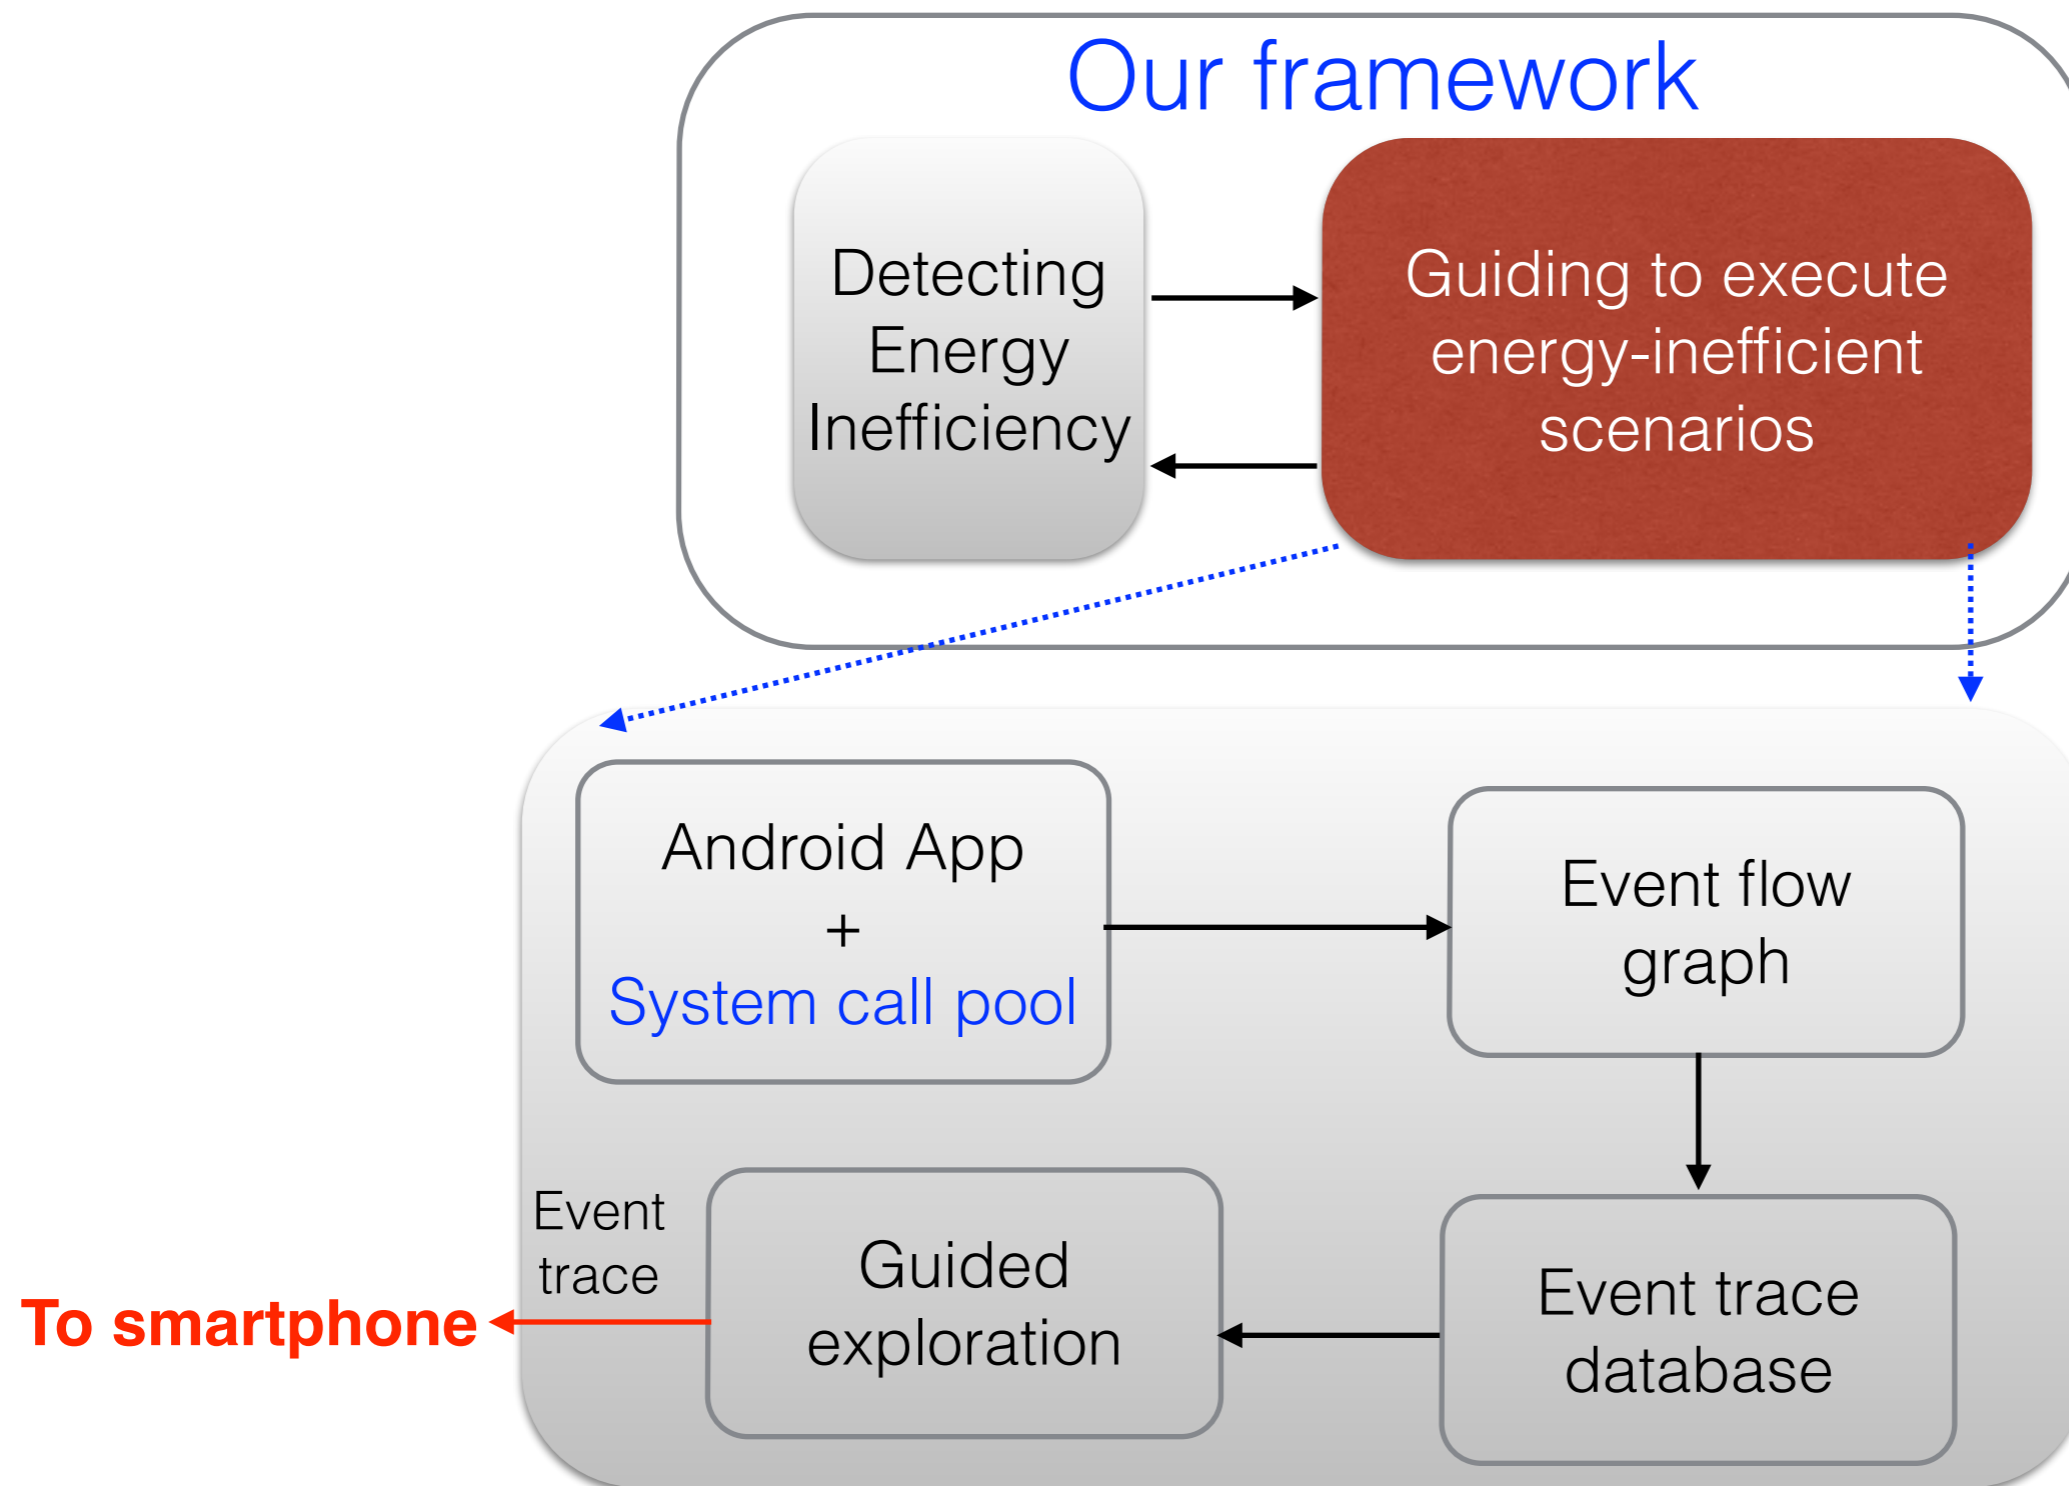 Our framework
Detecting
Energy
Inefficiency
Guiding to execute
energy-inefficient
scenarios
Android App
+
System call pool
Event flow
graph
Event
trace
To smartphone
Guided
exploration
Event trace
database